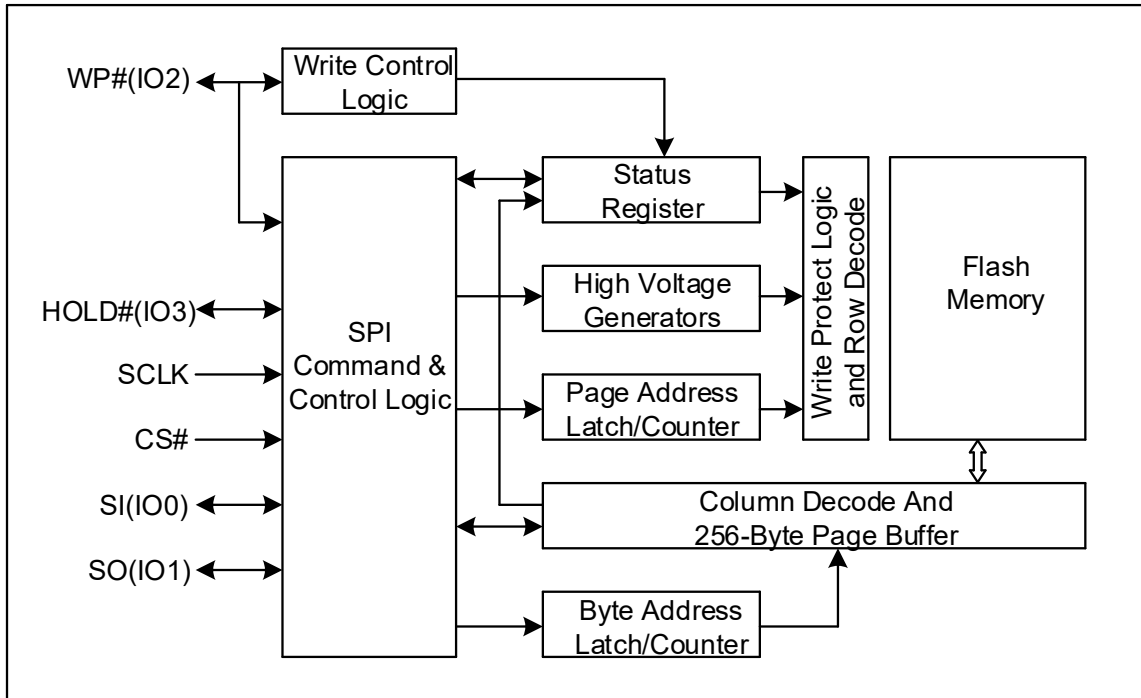 WP#(IO2)
Write Control
Logic
HOLD#(IO3)
SCLK
CS#
SI(IO0)
SO(IO1)
SPI
Command &
Control Logic
Status
Register
High Voltage
Generators
Page Address
Latch/Counter
Write Protect Logic
and Row Decode
Flash
Memory
Column Decode And
256-Byte Page Buffer
Byte Address
Latch/Counter